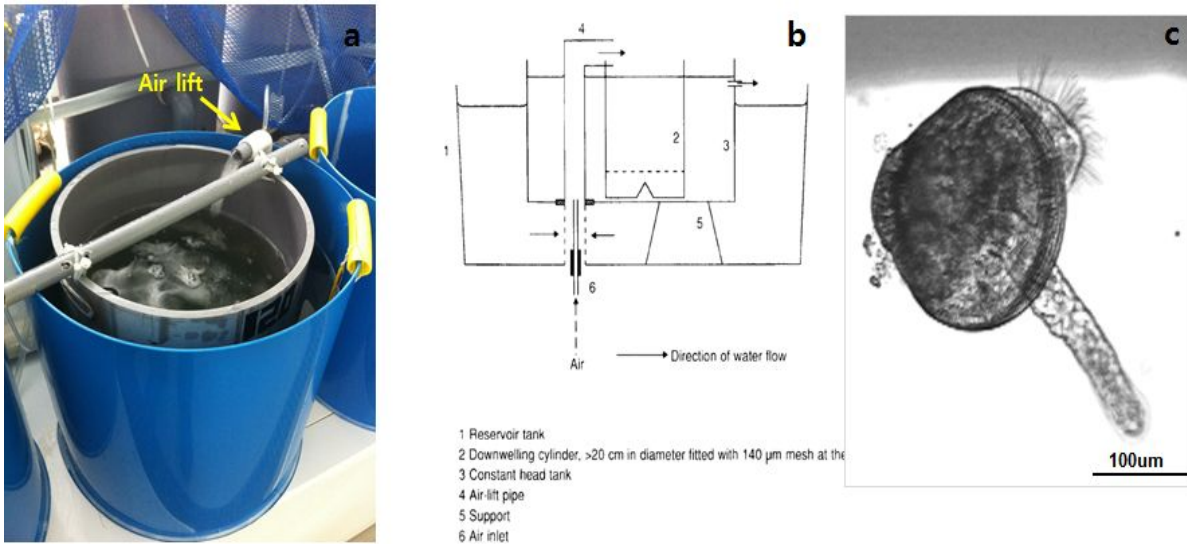 a
Air lift
b
4
1
2
3
5
6
Air
Direction of water flow
1 Reservoir tank
2 Downwelling cylinder, >20 cm in diameter fitted with 140 µm mesh at the
3 Constant head tank
4 Air-lift pipe
5 Support
6 Air inlet
c
100um